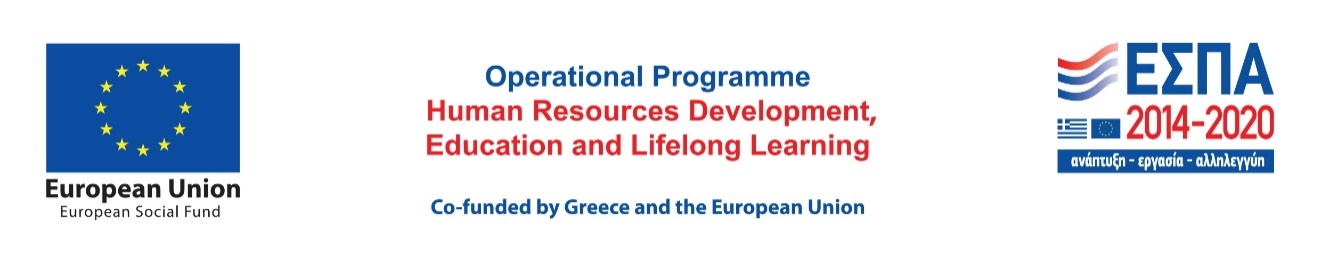 European Union
European Social Fund
Operational Programme
Human Resources Development,
Education and Lifelong Learning
Co-funded by Greece and the European Union
ΕΣΠΑ
2014-2020
ανάπτυξη - εργασία - αλληλεγγύη